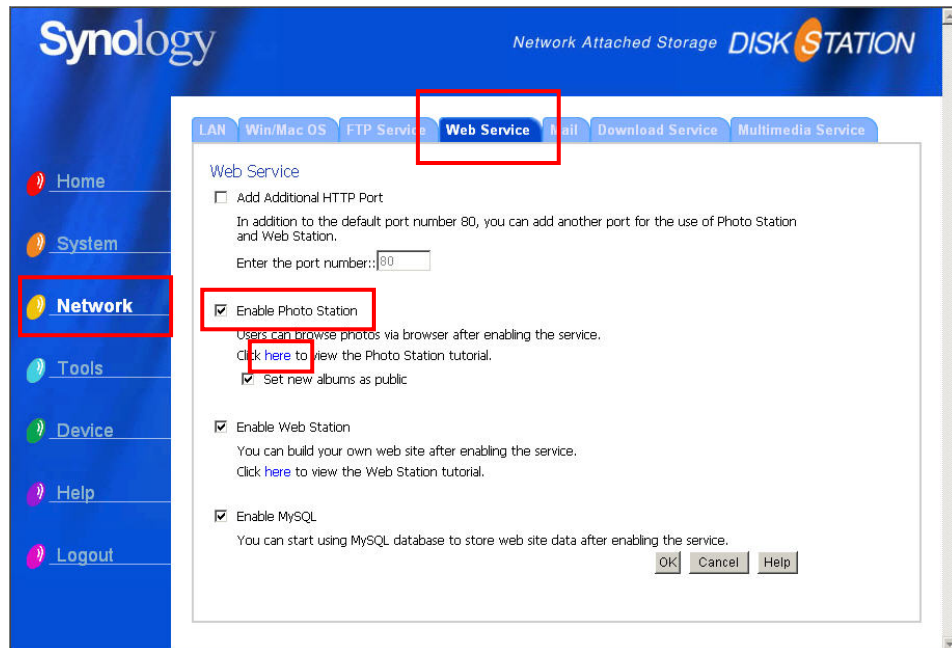 Synology
Network Attached Storage DISK STATION
LAN Win/Mac OS FTP Service Web Service Mail Download Service Multimedia Service
Home
System
Network
Tools
Device
Help
Logout
Web Service
Add Additional HTTP Port
In addition to the default port number 80, you can add another port for the use of Photo Station
and Web Station.
Enter the port number:: 80
Enable Photo Station
Users can browse photos via browser after enabling the service.
Click here to view the Photo Station tutorial.
Set new albums as public
Enable Web Station
You can build your own web site after enabling the service.
Click here to view the Web Station tutorial.
Enable MySQL
You can start using MySQL database to store web site data after enabling the service.
OK Cancel Help